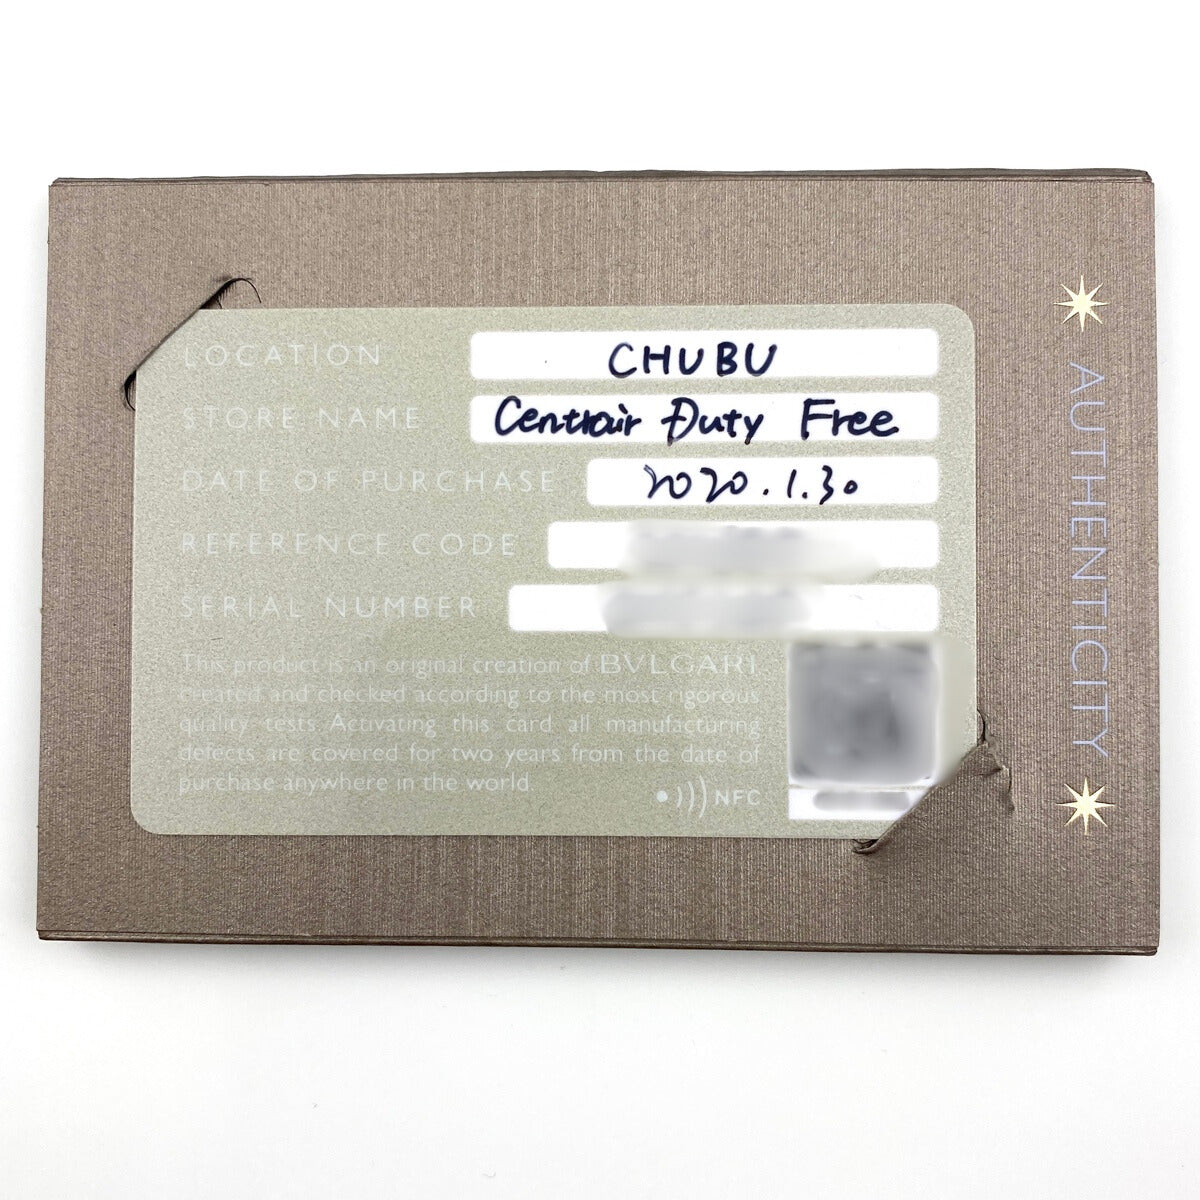 LOCATION CHUBU
STORE NAME Centrair Duty Free
DATE OF PURCHASE 2020.1.30
REFERENCE CODE
SERIAL NUMBER
This product is an original creation of BVLGARI
created and checked according to the most rigorous
quality tests. Activating this card all manufacturing
defects are covered for two years from the date of
purchase anywhere in the world.
NFC
AUTHENTICITY